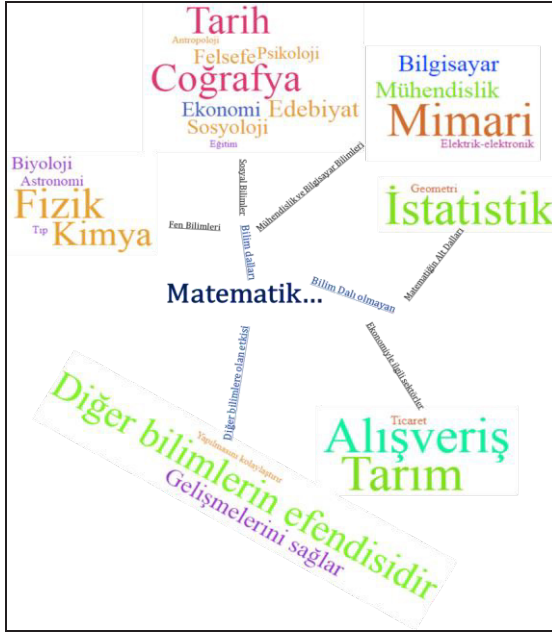 Tarih
Antropoloji
Felsefe Psikoloji
Coğrafya
Ekonomi Edebiyat
Sosyoloji
Eğitim
Bilgisayar
Mühendislik
Mimari
Elektrik-elektronik
Biyoloji
Astronomi
Fizik
Tıp Kimya
Geometri
İstatistik
Fen Bilimleri
Sosyal Bilimler
Mühendislik ve Bilgisayar Bilimleri
Bilim dalları
Matematiğin Alt Dalları
Matematik...
Bilim Dalı olmayan
Diğer bilimlere olan etkisi
Ekonomiyle ilgili sektörler
Ticaret
Alışveriş
Tarım
Yapılmasını kolaylaştırır
Diğer bilimlerin efendisidir
Gelişmelerini sağlar